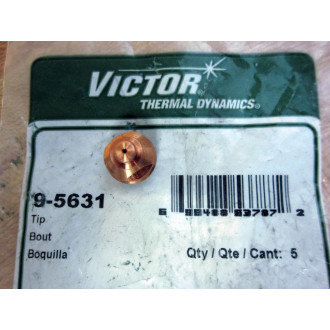 VICTOR
THERMAL DYNAMICS®
9-5631
Tip
Bout
Boquilla
Qty / Qte / Cant: 5